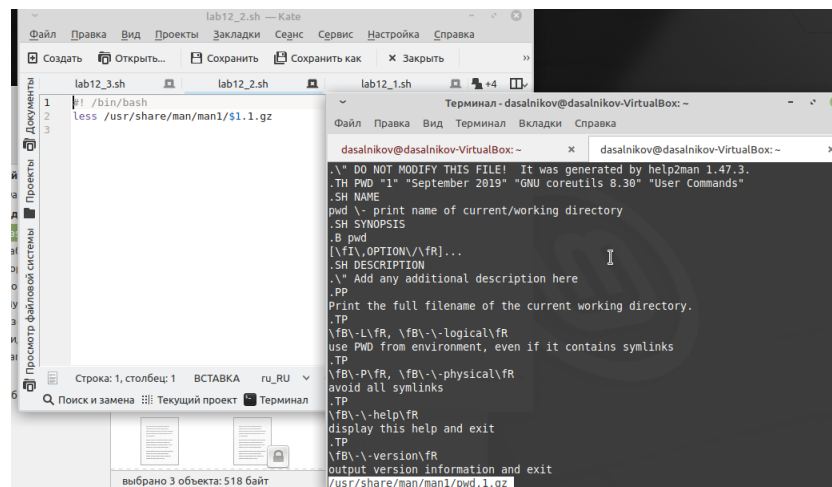 lab12_2.sh — Kate
Файл Правка Вид Проекты Закладки Сеанс Сервис Настройка Справка
Создать Открыть... Сохранить Сохранить как Закрыть »
Документы
Проекты
Просмотр файловой системы
lab12_3.sh lab12_2.sh lab12_1.sh +4
1 #! /bin/bash
2 less /usr/share/man/man1/$1.1.gz
3
Строка: 1, столбец: 1 ВСТАВКА ru_RU
Поиск и замена Текущий проект Терминал
выбрано 3 объекта: 518 байт
Терминал - dasalnikov@dasalnikov-VirtualBox: ~
Файл Правка Вид Терминал Вкладки Справка
dasalnikov@dasalnikov-VirtualBox: ~ dasalnikov@dasalnikov-VirtualBox: ~
.\" DO NOT MODIFY THIS FILE!  It was generated by help2man 1.47.3.
.TH PWD "1" "September 2019" "GNU coreutils 8.30" "User Commands"
.SH NAME
pwd \- print name of current/working directory
.SH SYNOPSIS
.B pwd
[\fI\,OPTION\/\fR]...
.SH DESCRIPTION
.\" Add any additional description here
.PP
Print the full filename of the current working directory.
.TP
\fB\-L\fR, \fB\-\-logical\fR
use PWD from environment, even if it contains symlinks
.TP
\fB\-P\fR, \fB\-\-physical\fR
avoid all symlinks
.TP
\fB\-\-help\fR
display this help and exit
.TP
\fB\-\-version\fR
output version information and exit
/usr/share/man/man1/pwd.1.gz